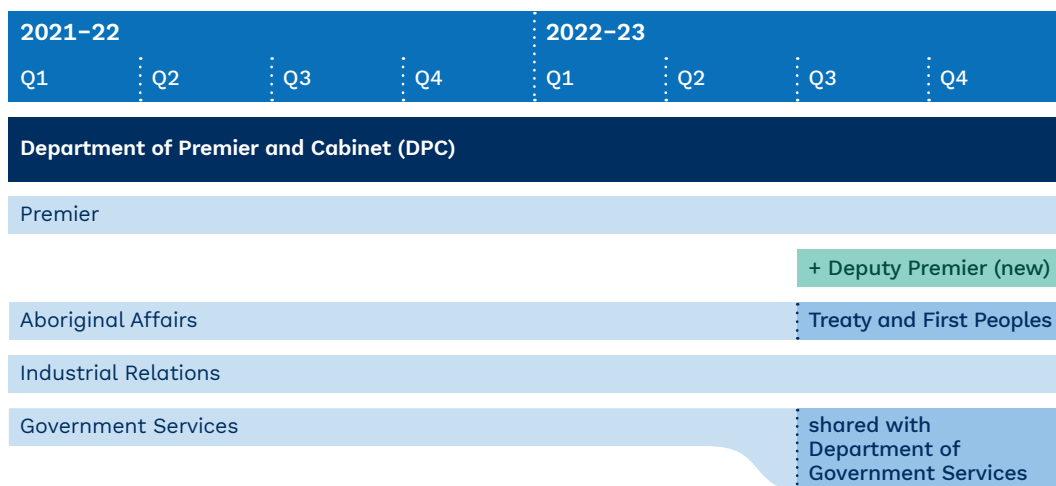 2021–22 2022–23
Q1 Q2 Q3 Q4 Q1 Q2 Q3 Q4
Department of Premier and Cabinet (DPC)
Premier
+ Deputy Premier (new)
Aboriginal Affairs Treaty and First Peoples
Industrial Relations
Government Services shared with
Department of
Government Services